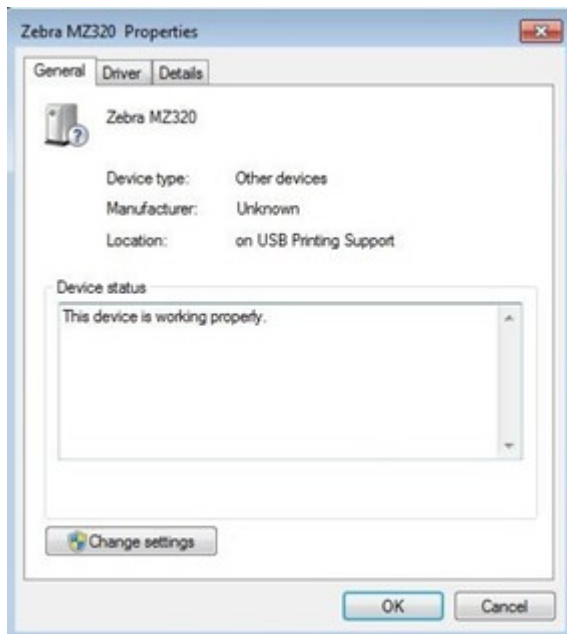 Zebra MZ320 Properties
General Driver Details
Zebra MZ320
Device type: Other devices
Manufacturer: Unknown
Location: on USB Printing Support
Device status
This device is working properly.
Change settings
OK Cancel